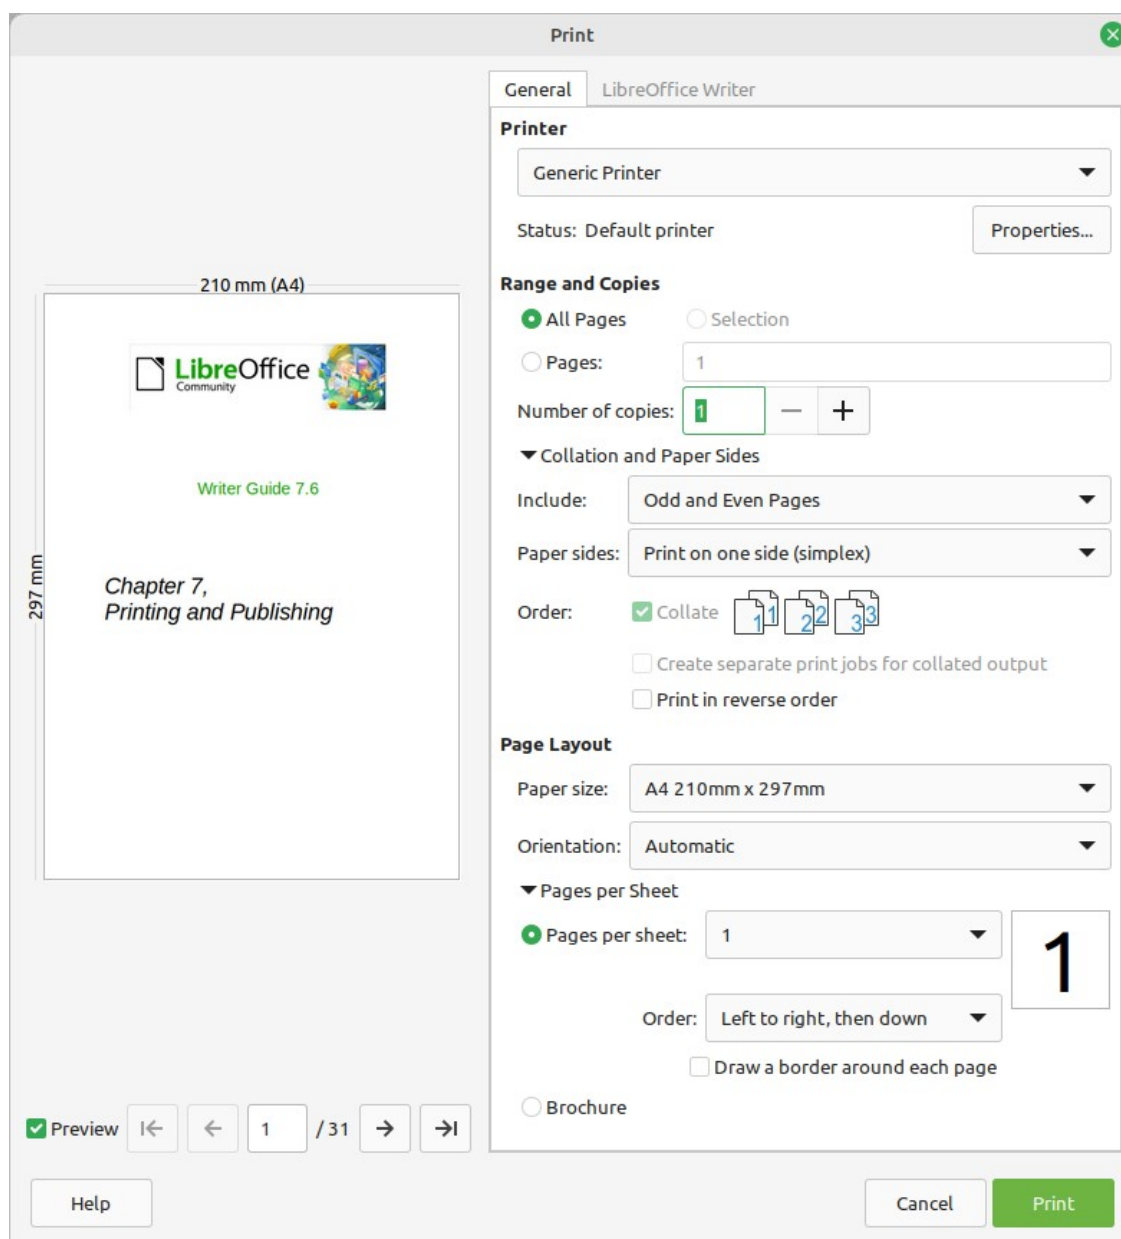 Print
General LibreOffice Writer
Printer
Generic Printer
Status: Default printer Properties...
210 mm (A4)
297 mm
LibreOffice
Community
Writer Guide 7.6
Chapter 7,
Printing and Publishing
Range and Copies
All Pages Selection
Pages: 1
Number of copies: 1
Collation and Paper Sides
Include: Odd and Even Pages
Paper sides: Print on one side (simplex)
Order: Collate 1 1 2 2 3 3
Create separate print jobs for collated output
Print in reverse order
Page Layout
Paper size: A4 210mm x 297mm
Orientation: Automatic
Pages per Sheet
Pages per sheet: 1
1
Order: Left to right, then down
Draw a border around each page
Brochure
Preview 1 / 31
Help Cancel Print